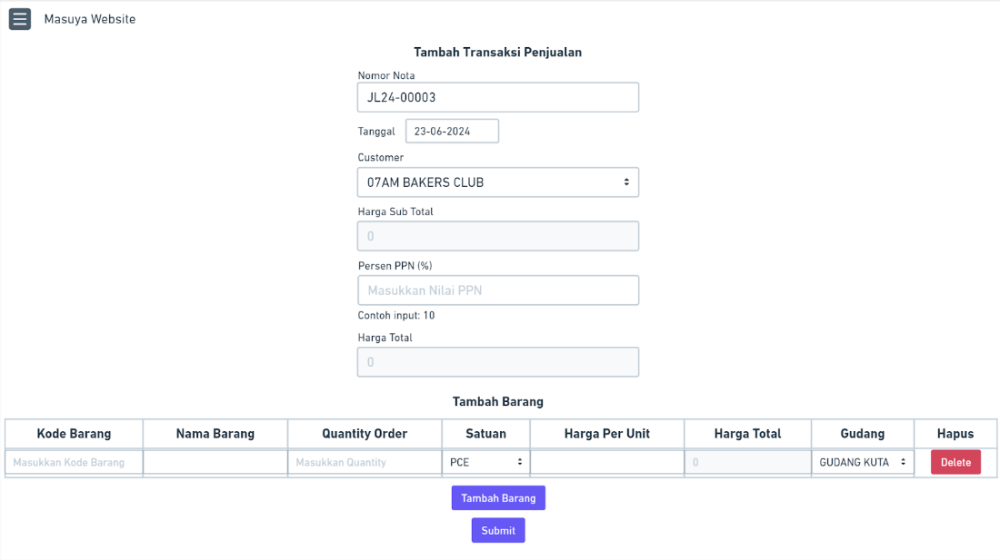 Masuya Website
Tambah Transaksi Penjualan
Nomor Nota
JL24-00003
Tanggal 23-06-2024
Customer
07AM BAKERS CLUB
Harga Sub Total
0
Persen PPN (%)
Masukkan Nilai PPN
Contoh input: 10
Harga Total
0
Tambah Barang
Kode Barang Nama Barang Quantity Order Satuan Harga Per Unit Harga Total Gudang Hapus
Masukkan Kode Barang Masukkan Quantity PCE 0 GUDANG KUTA Delete
Tambah Barang
Submit